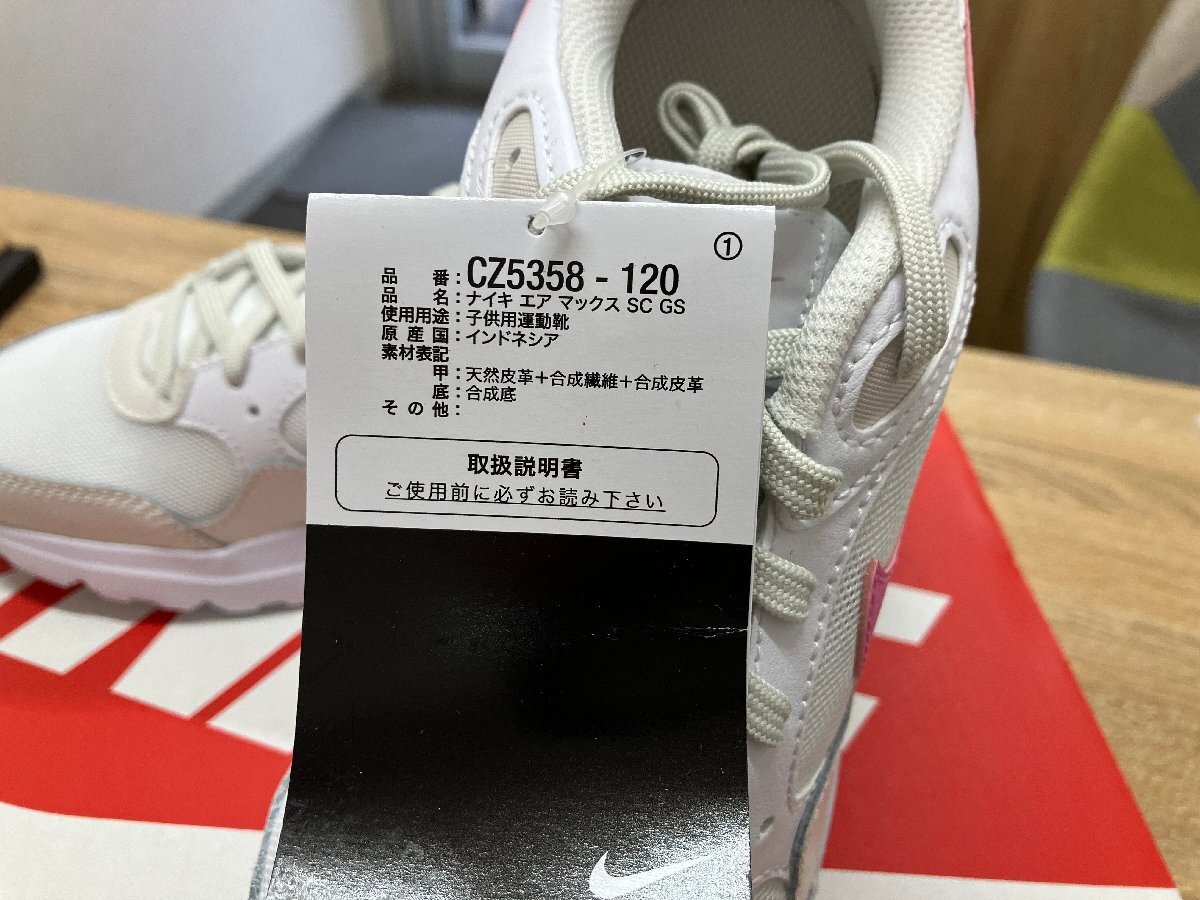 ①
品番：CZ5358 - 120
品名：ナイキ エア マックス SC GS
使用用途：子供用運動靴
原産国：インドネシア
素材表記
甲：天然皮革＋合成繊維＋合成皮革
底：合成底
その他：
取扱説明書
ご使用前に必ずお読み下さい